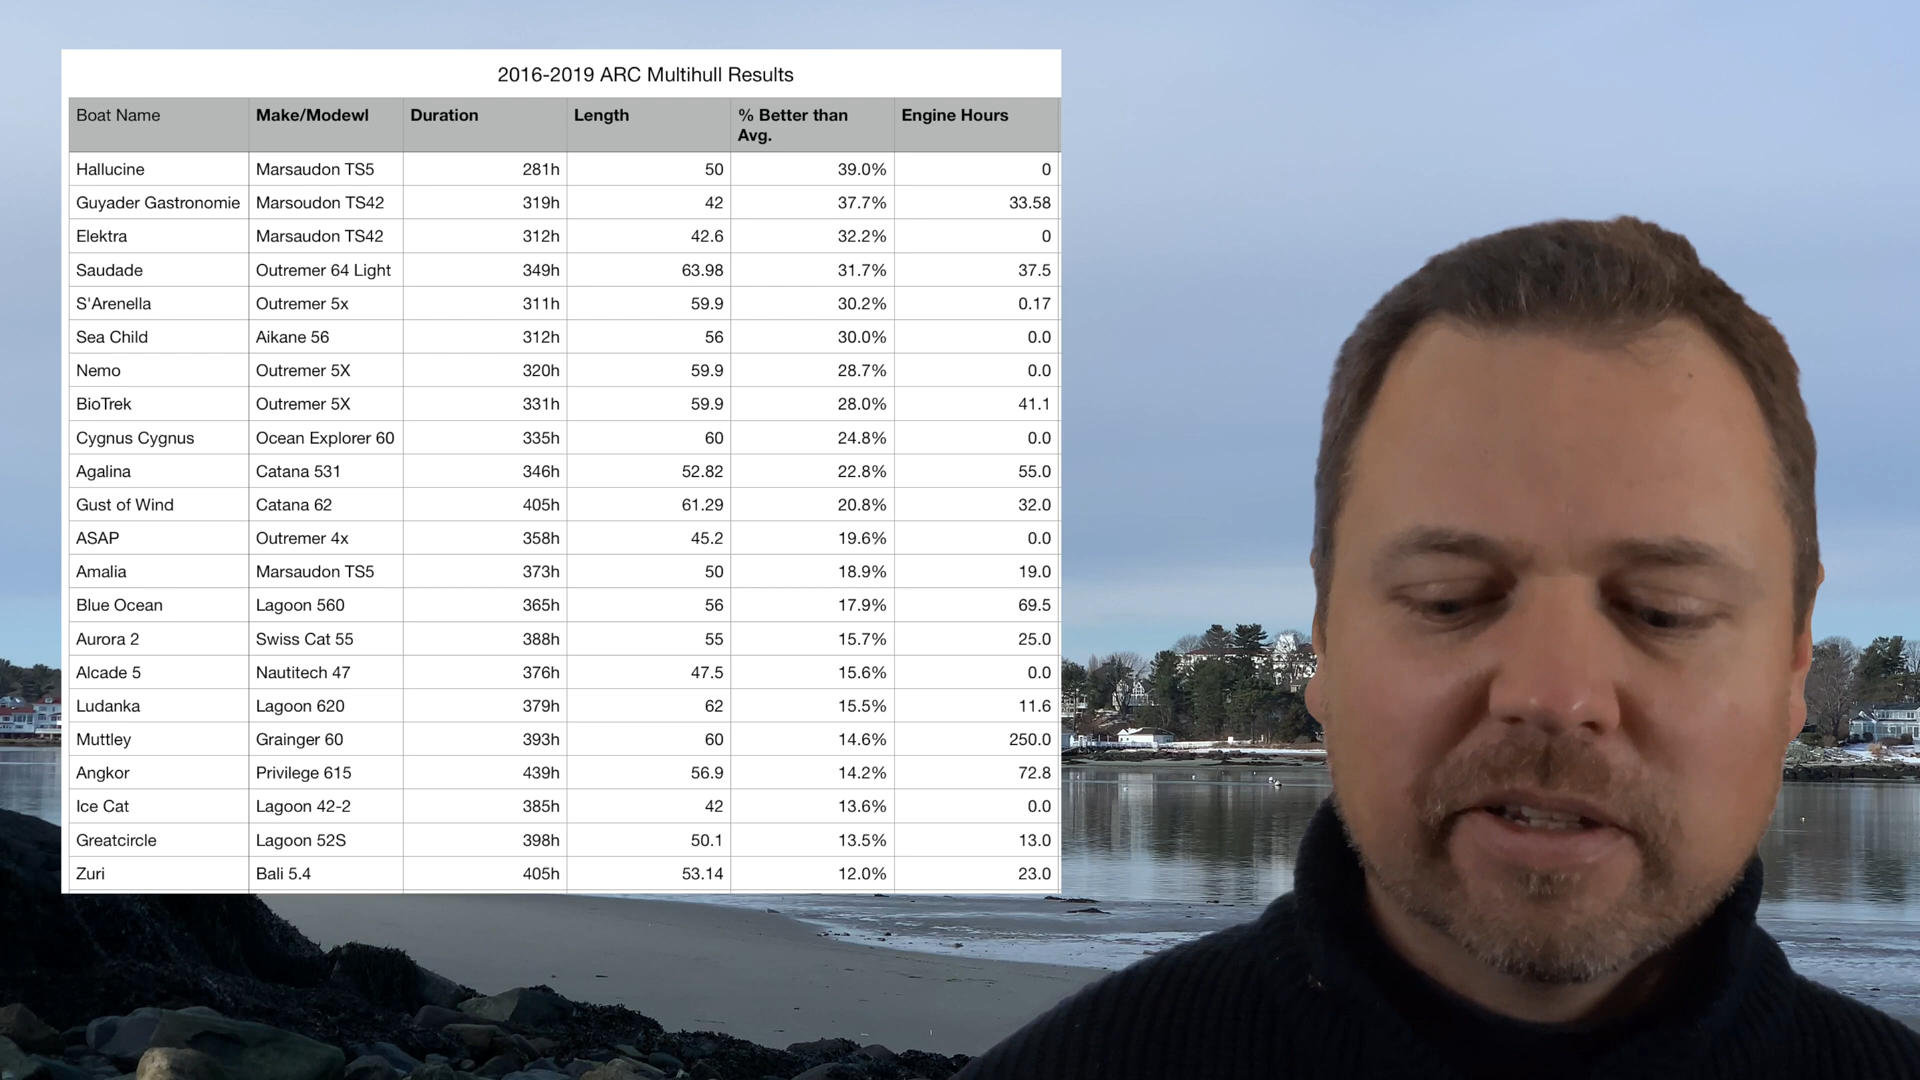 2016-2019 ARC Multihull Results
Boat Name Make/Modewl Duration Length % Better than Avg. Engine Hours
Hallucine Marsaudon TS5 281h 50 39.0% 0
Guyader Gastronomie Marsoudon TS42 319h 42 37.7% 33.58
Elektra Marsaudon TS42 312h 42.6 32.2% 0
Saudade Outremer 64 Light 349h 63.98 31.7% 37.5
S'Arenella Outremer 5x 311h 59.9 30.2% 0.17
Sea Child Aikane 56 312h 56 30.0% 0.0
Nemo Outremer 5X 320h 59.9 28.7% 0.0
BioTrek Outremer 5X 331h 59.9 28.0% 41.1
Cygnus Cygnus Ocean Explorer 60 335h 60 24.8% 0.0
Agalina Catana 531 346h 52.82 22.8% 55.0
Gust of Wind Catana 62 405h 61.29 20.8% 32.0
ASAP Outremer 4x 358h 45.2 19.6% 0.0
Amalia Marsaudon TS5 373h 50 18.9% 19.0
Blue Ocean Lagoon 560 365h 56 17.9% 69.5
Aurora 2 Swiss Cat 55 388h 55 15.7% 25.0
Alcade 5 Nautitech 47 376h 47.5 15.6% 0.0
Ludanka Lagoon 620 379h 62 15.5% 11.6
Muttley Grainger 60 393h 60 14.6% 250.0
Angkor Privilege 615 439h 56.9 14.2% 72.8
Ice Cat Lagoon 42-2 385h 42 13.6% 0.0
Greatcircle Lagoon 52S 398h 50.1 13.5% 13.0
Zuri Bali 5.4 405h 53.14 12.0% 23.0